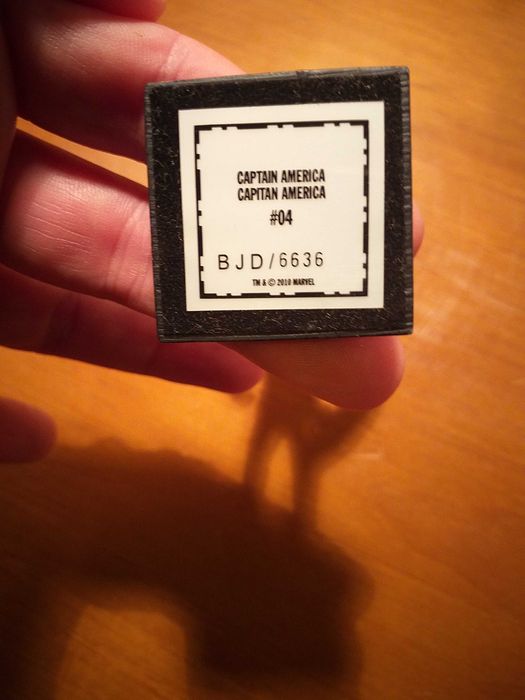 CAPTAIN AMERICA
CAPITAN AMERICA
#04
BJD/6636
TM & © 2010 MARVEL